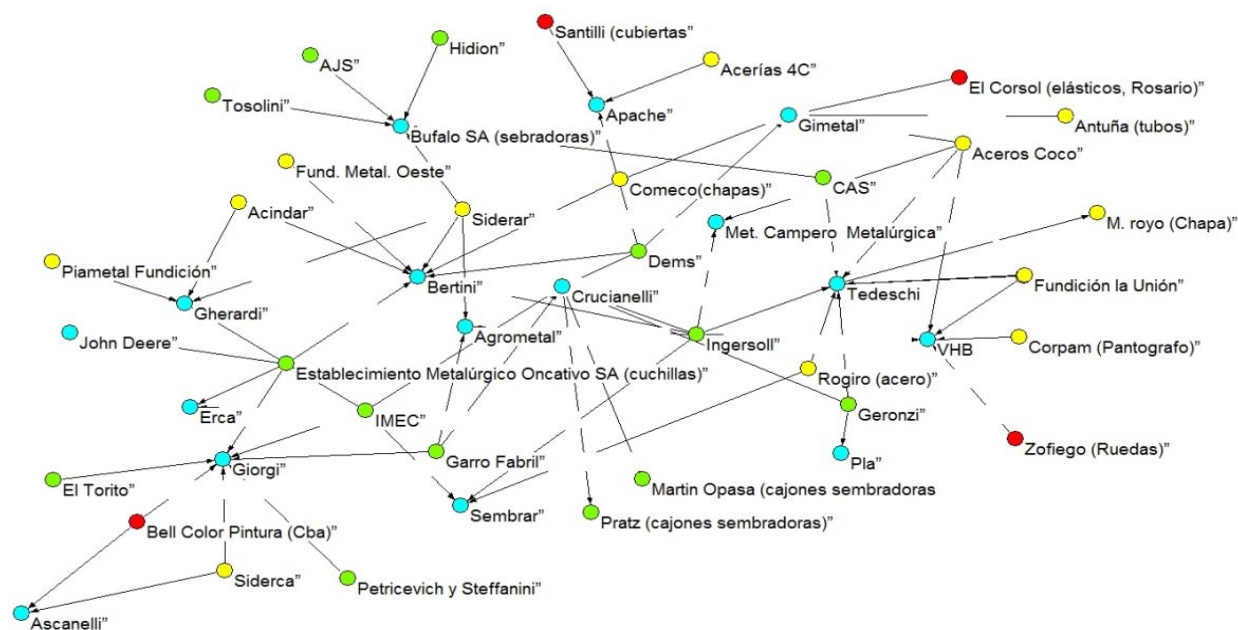 Santilli (cubiertas”
Hidion”
AJS”
Acerías 4C”
El Corsol (elásticos, Rosario)”
Tosolini”
Apache”
Gimetal”
Antuña (tubos)”
Bufalo SA (sebradoras)”
Aceros Coco”
Fund. Metal. Oeste”
Comeco(chapas)”
CAS”
Acindar”
Siderar”
M. royo (Chapa)”
Met. Campero Metalúrgica”
Dems”
Piametal Fundición”
Bertini”
Crucianelli”
Tedeschi
Fundición la Unión”
Gherardi”
John Deere”
Agrometal”
Ingersoll”
VHB
Corpam (Pantografo)”
Establecimiento Metalúrgico Oncativo SA (cuchillas)”
Rogiro (acero)”
Erca”
IMEC”
Geronzi”
Zofiego (Ruedas)”
Giorgi”
Garro Fabril”
Pla”
El Torito”
Martin Opasa (cajones sembradoras
Sembrar”
Pratz (cajones sembradoras)”
Bell Color Pintura (Cba)”
Siderca”
Petricevich y Steffanini”
Ascanelli”